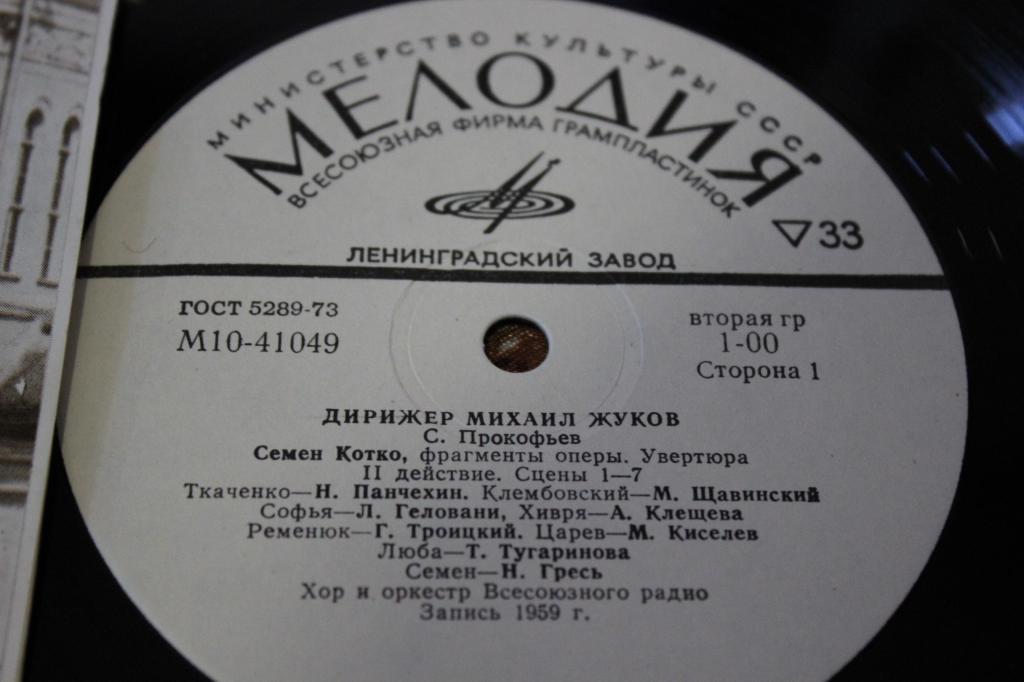 МИНИСТЕРСТВО КУЛЬТУРЫ СССР
МЕЛОДИЯ
ВСЕСОЮЗНАЯ ФИРМА ГРАМПЛАСТИНОК
33
ЛЕНИНГРАДСКИЙ ЗАВОД
ГОСТ 5289-73
М10-41049
вторая гр
1-00
Сторона 1
ДИРИЖЕР МИХАИЛ ЖУКОВ
С. Прокофьев
Семен Котко, фрагменты оперы. Увертюра
II действие. Сцены 1—7
Ткаченко—Н. Панчехин. Клембовский—М. Щавинский
Софья—Л. Геловани, Хивря—А. Клещева
Ременюк—Г. Троицкий. Царев—М. Киселев
Люба—Т. Тугаринова
Семен—Н. Гресь
Хор и оркестр Всесоюзного радио
Запись 1959 г.